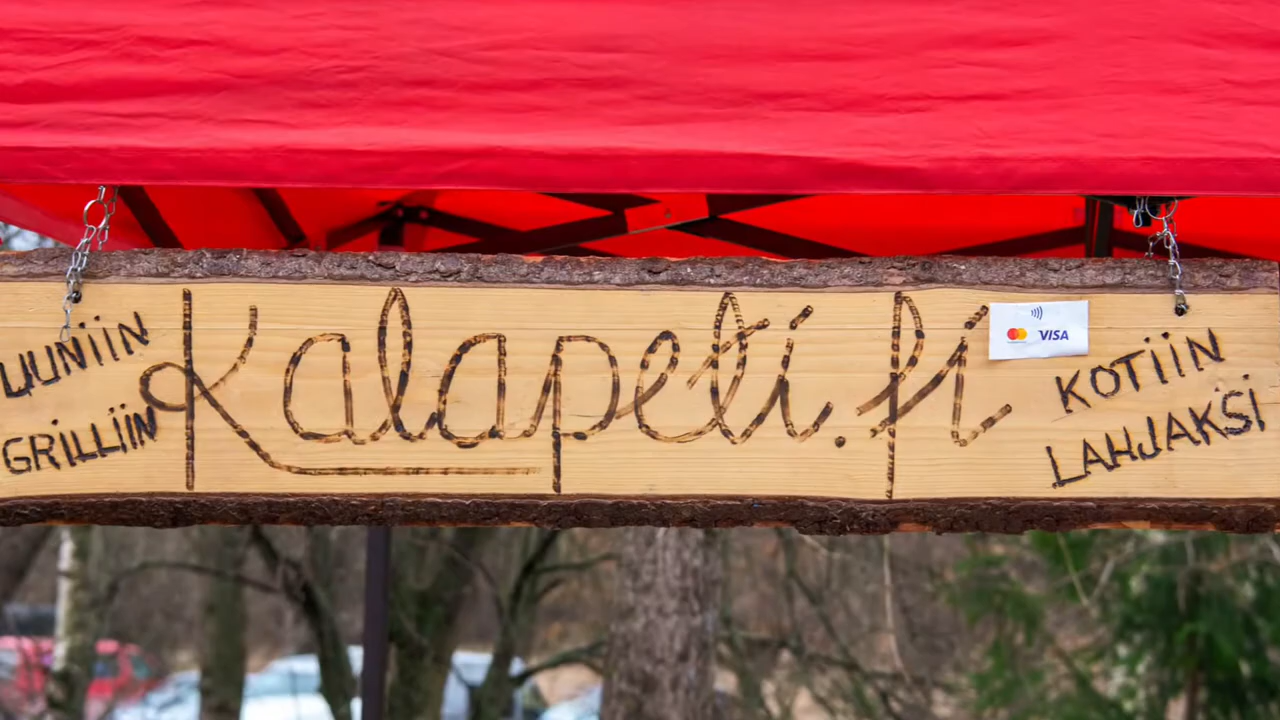 UUNiiN
GRiLLiiN
Kalapeti.fi
VISA
KOTiiN
LAHJAKSi